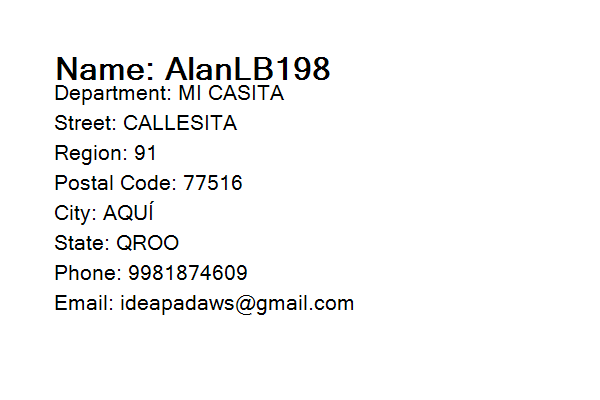 Name: AlanLB198
Department: MI CASITA
Street: CALLESITA
Region: 91
Postal Code: 77516
City: AQUÍ
State: QROO
Phone: 9981874609
Email: ideapadaws@gmail.com